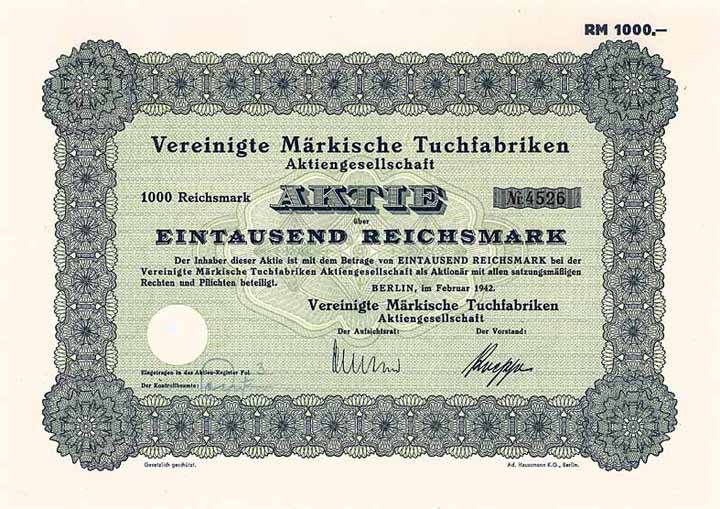 RM 1000.—
Vereinigte Märkische Tuchfabriken
Aktiengesellschaft
1000 Reichsmark AKTIE Nr. 4526
über
EINTAUSEND REICHSMARK
Der Inhaber dieser Aktie ist mit dem Betrage von EINTAUSEND REICHSMARK bei der
Vereinigte Märkische Tuchfabriken Aktiengesellschaft als Aktionär mit allen satzungsmäßigen
Rechten und Pflichten beteiligt.
BERLIN, im Februar 1942.
Vereinigte Märkische Tuchfabriken
Aktiengesellschaft
Der Aufsichtsrat: Der Vorstand:
Eingetragen in das Aktien-Register Fol. 3
Der Kontrollbeamte:
Gesetzlich geschützt. Ad. Haussmann K.G., Berlin.